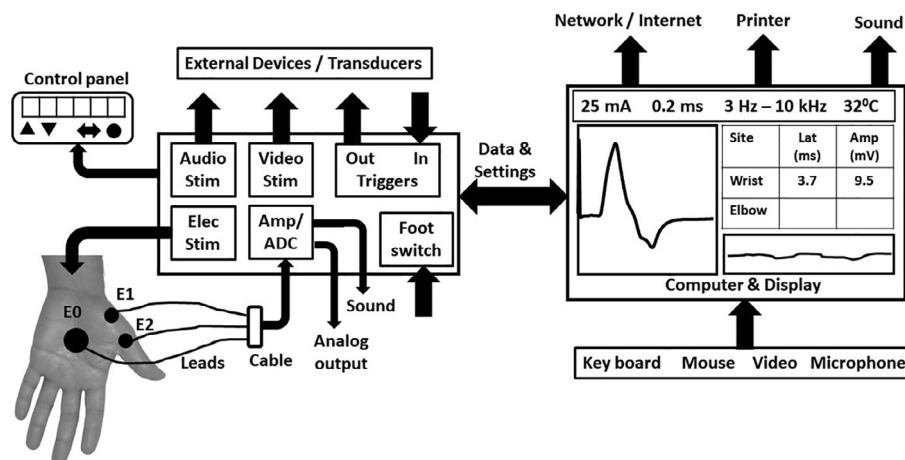 Network / Internet
Printer
Sound
External Devices / Transducers
Control panel
25 mA 0.2 ms 3 Hz – 10 kHz 32⁰C
Audio
Stim
Video
Stim
Out In
Triggers
Data &
Settings
Site Lat
(ms) Amp
(mV)
Wrist 3.7 9.5
Elbow
Elec
Stim
Amp/
ADC
Foot
switch
Computer & Display
E1
E0
E2
Leads
Cable
Sound
Analog
output
Key board Mouse Video Microphone